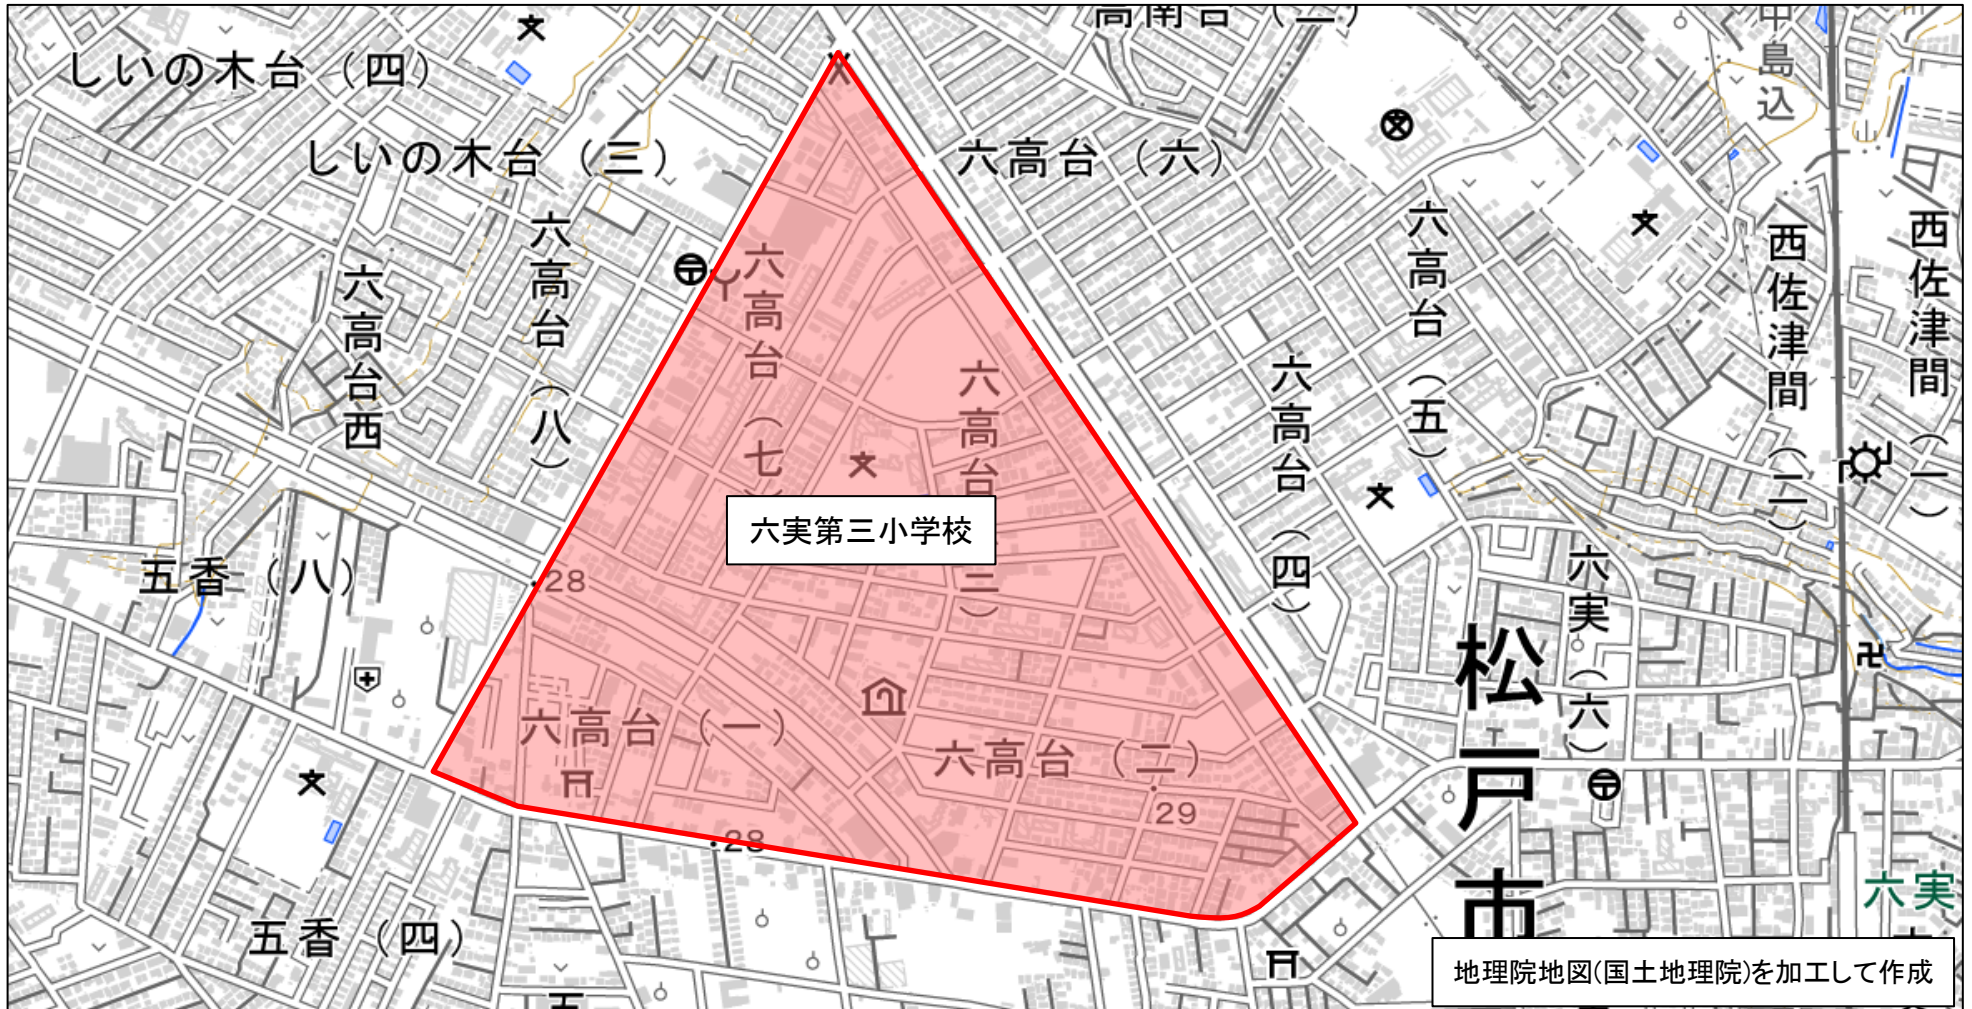 高南台（二）
中島込
しいの木台（四）
しいの木台（三）
六高台（六）
六高台（八）
六高台西
六高台（七）
六高台（五）
六高台（四）
西佐津間（二）
西佐津間（一）
六実第三小学校
五香（八）
28
六実（六）
松戸市
六高台（一）
六高台（二）
29
28
六実
五香（四）
五
地理院地図(国土地理院)を加工して作成